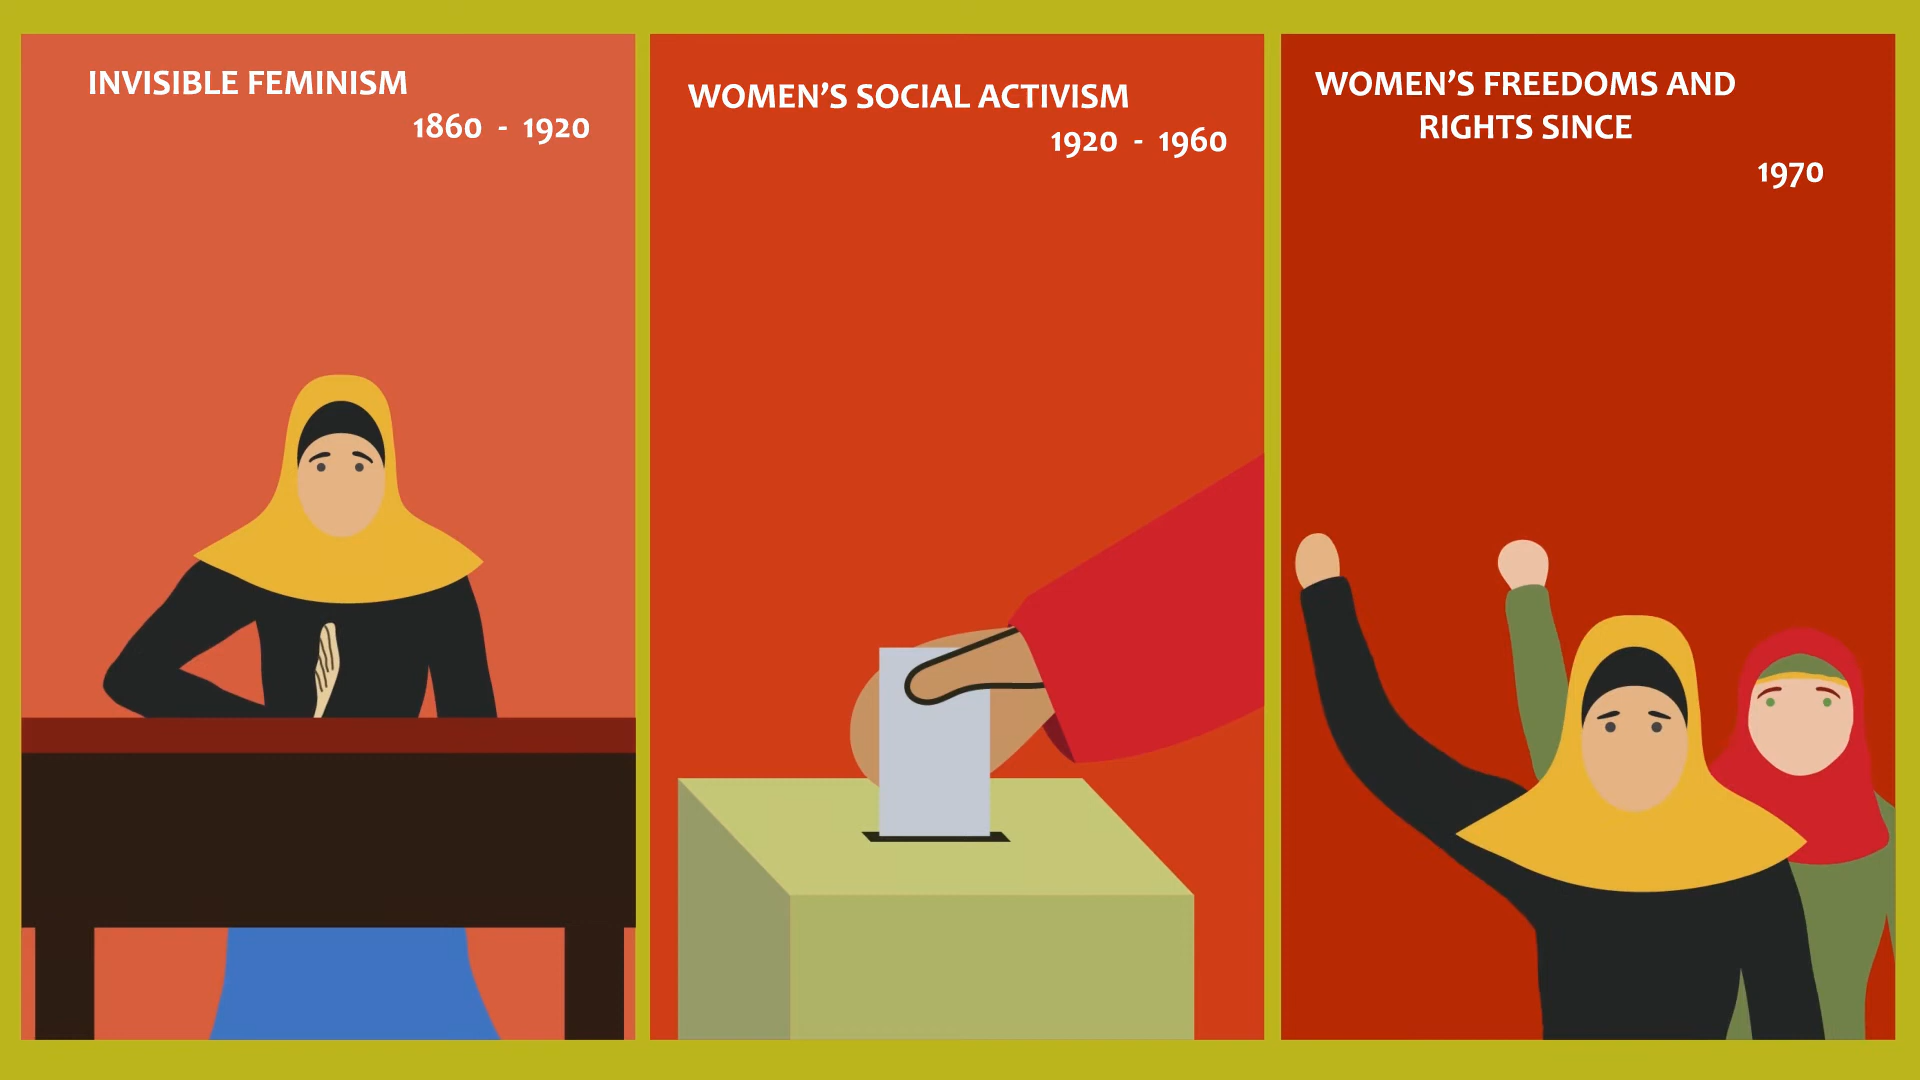 INVISIBLE FEMINISM
1860 - 1920
WOMEN’S SOCIAL ACTIVISM
1920 - 1960
WOMEN’S FREEDOMS AND
RIGHTS SINCE
1970